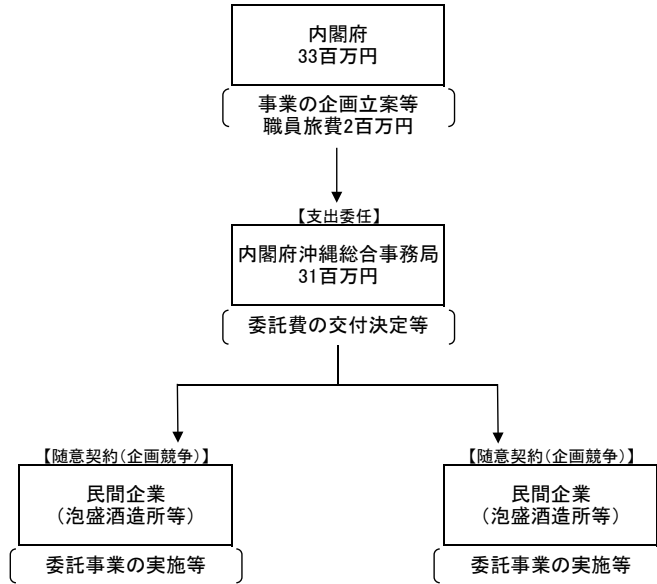 内閣府
33百万円
事業の企画立案等
職員旅費2百万円
【支出委任】
内閣府沖縄総合事務局
31百万円
委託費の交付決定等
【随意契約(企画競争)】
民間企業
(泡盛酒造所等)
委託事業の実施等
【随意契約(企画競争)】
民間企業
(泡盛酒造所等)
委託事業の実施等